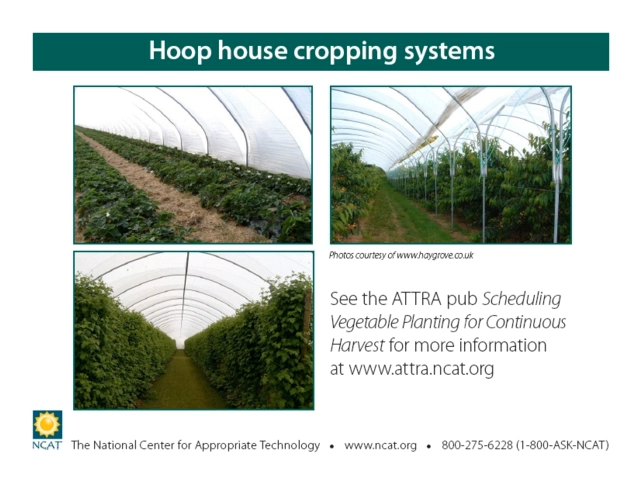 Hoop house cropping systems
Photos courtesy of www.haygrove.co.uk
See the ATTRA pub Scheduling
Vegetable Planting for Continuous
Harvest for more information
at www.attra.ncat.org
NCAT
The National Center for Appropriate Technology • www.ncat.org • 800-275-6228 (1-800-ASK-NCAT)